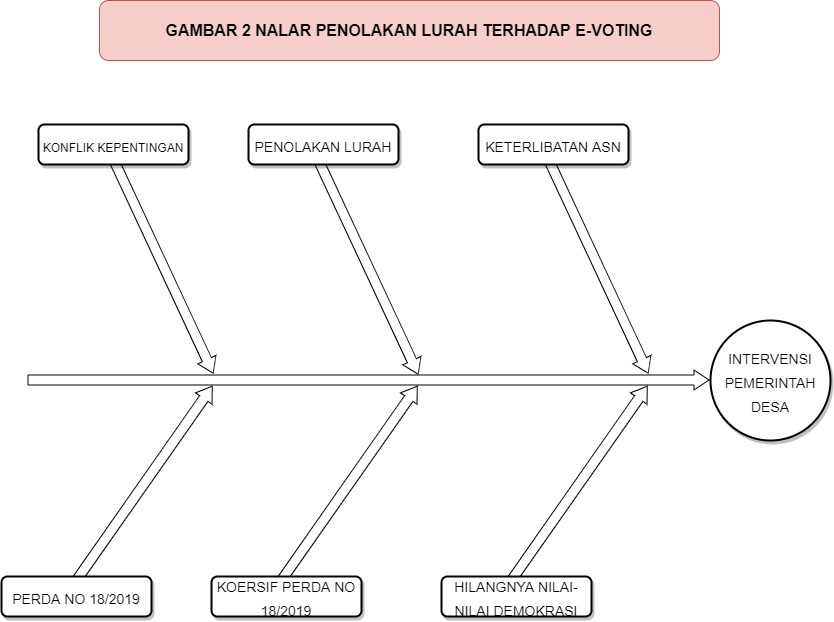 GAMBAR 2 NALAR PENOLAKAN LURAH TERHADAP E-VOTING
KONFLIK KEPENTINGAN
PENOLAKAN LURAH
KETERLIBATAN ASN
INTERVENSI
PEMERINTAH
DESA
PERDA NO 18/2019
KOERSIF PERDA NO
18/2019
HILANGNYA NILAI-
NILAI DEMOKRASI